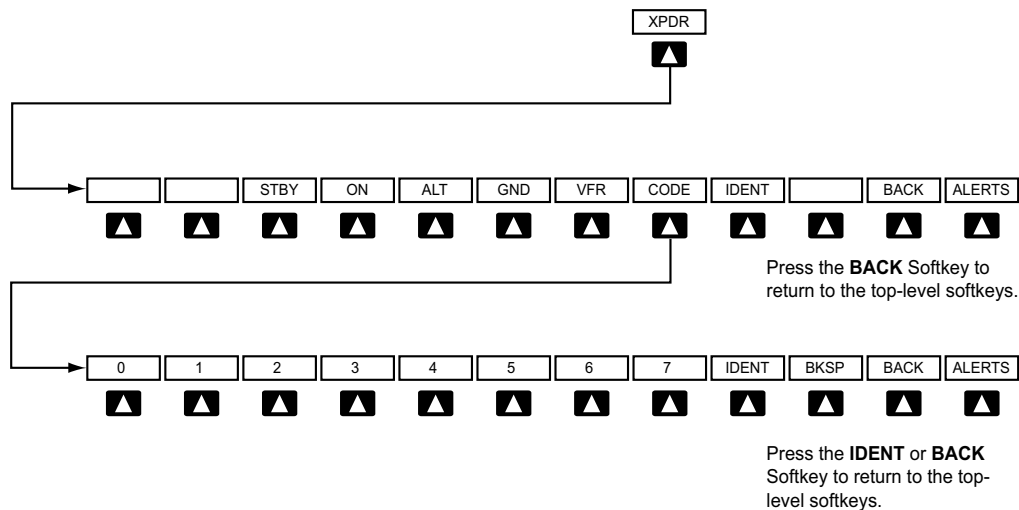 XPDR
STBY ON ALT GND VFR CODE IDENT BACK ALERTS
Press the BACK Softkey to
return to the top-level softkeys.
0 1 2 3 4 5 6 7 IDENT BKSP BACK ALERTS
Press the IDENT or BACK
Softkey to return to the top-
level softkeys.